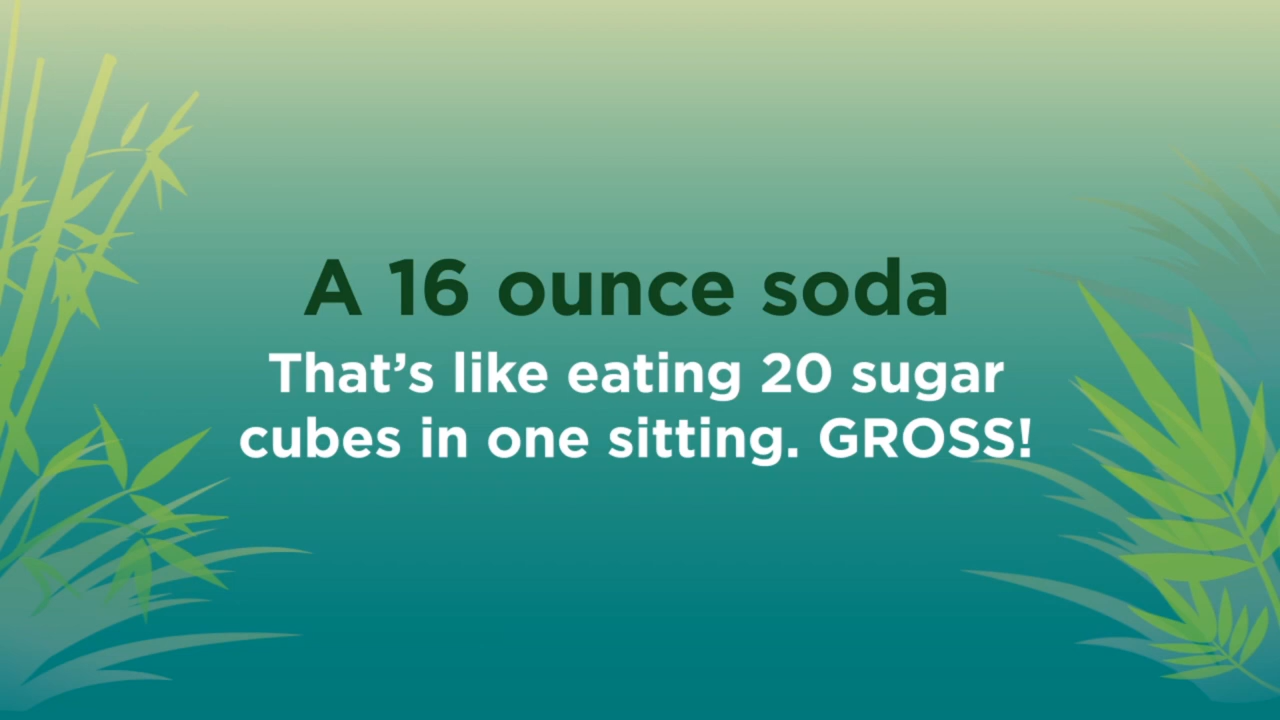 A 16 ounce soda
That’s like eating 20 sugar
cubes in one sitting. GROSS!